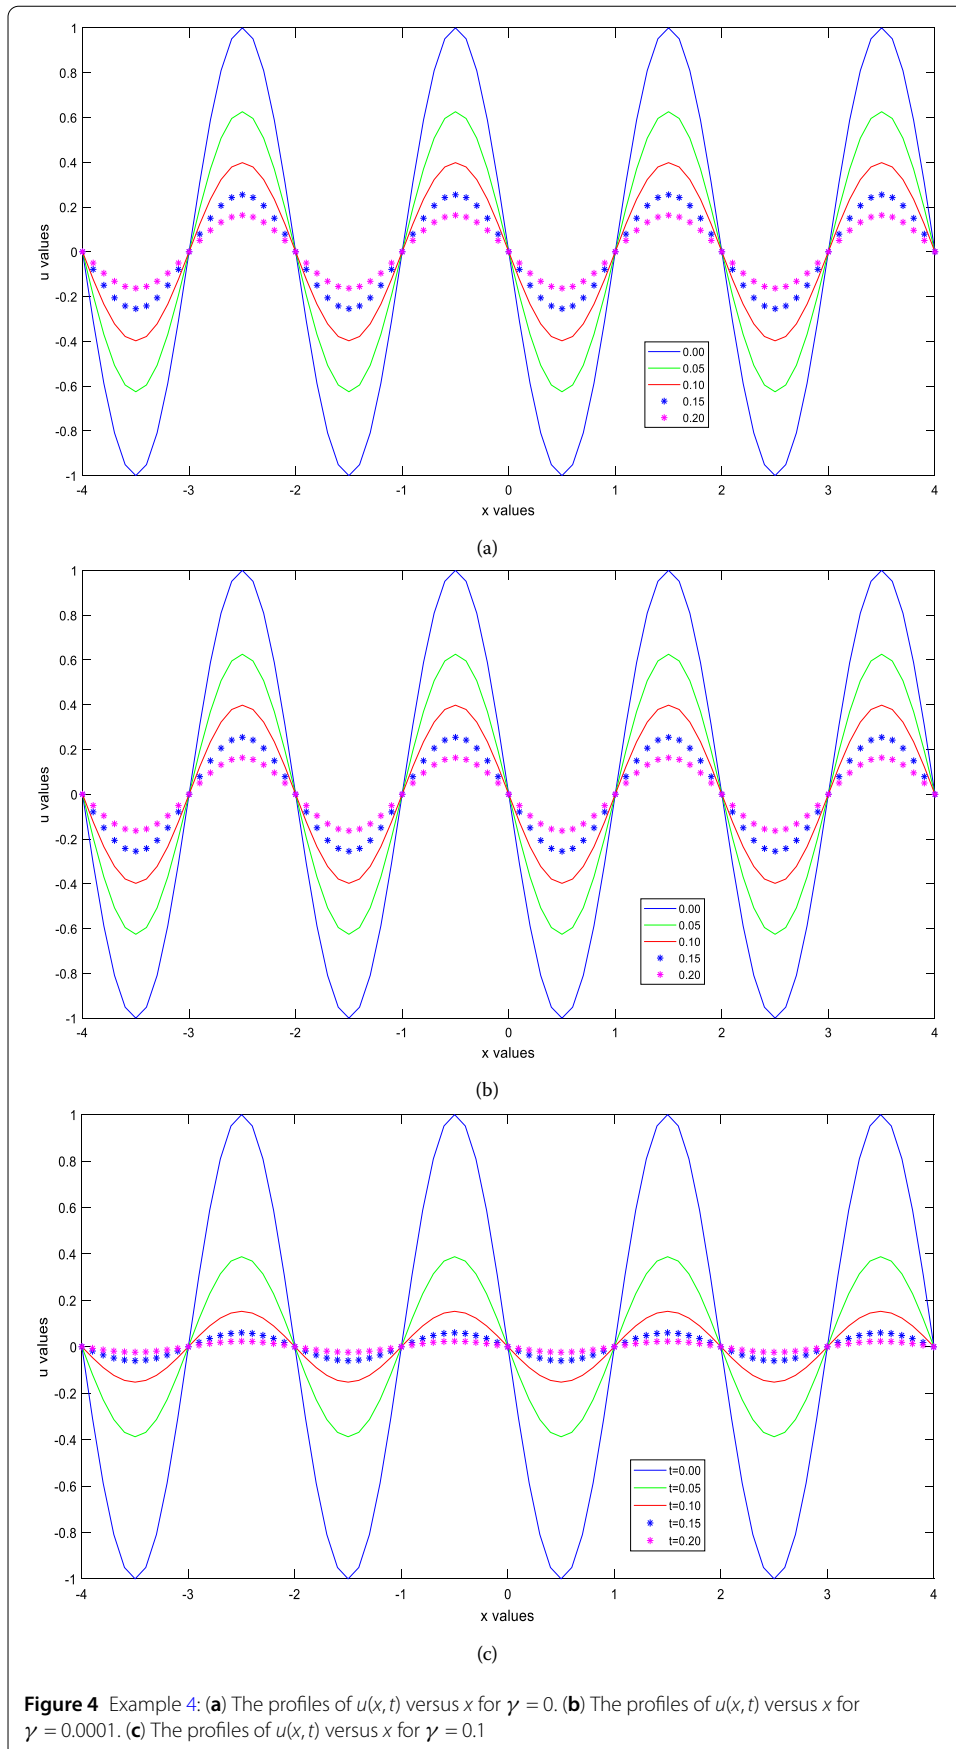 1
0.8
0.6
0.4
0.2
0
-0.2
-0.4
-0.6
-0.8
-1
u values
0.00
0.05
0.10
0.15
0.20
-4 -3 -2 -1 0 1 2 3 4
x values
(a)
1
0.8
0.6
0.4
0.2
0
-0.2
-0.4
-0.6
-0.8
-1
u values
0.00
0.05
0.10
0.15
0.20
-4 -3 -2 -1 0 1 2 3 4
x values
(b)
1
0.8
0.6
0.4
0.2
0
-0.2
-0.4
-0.6
-0.8
-1
u values
t=0.00
t=0.05
t=0.10
t=0.15
t=0.20
-4 -3 -2 -1 0 1 2 3 4
x values
(c)
Figure 4 Example 4: (a) The profiles of u(x, t) versus x for γ = 0. (b) The profiles of u(x, t) versus x for
γ = 0.0001. (c) The profiles of u(x, t) versus x for γ = 0.1